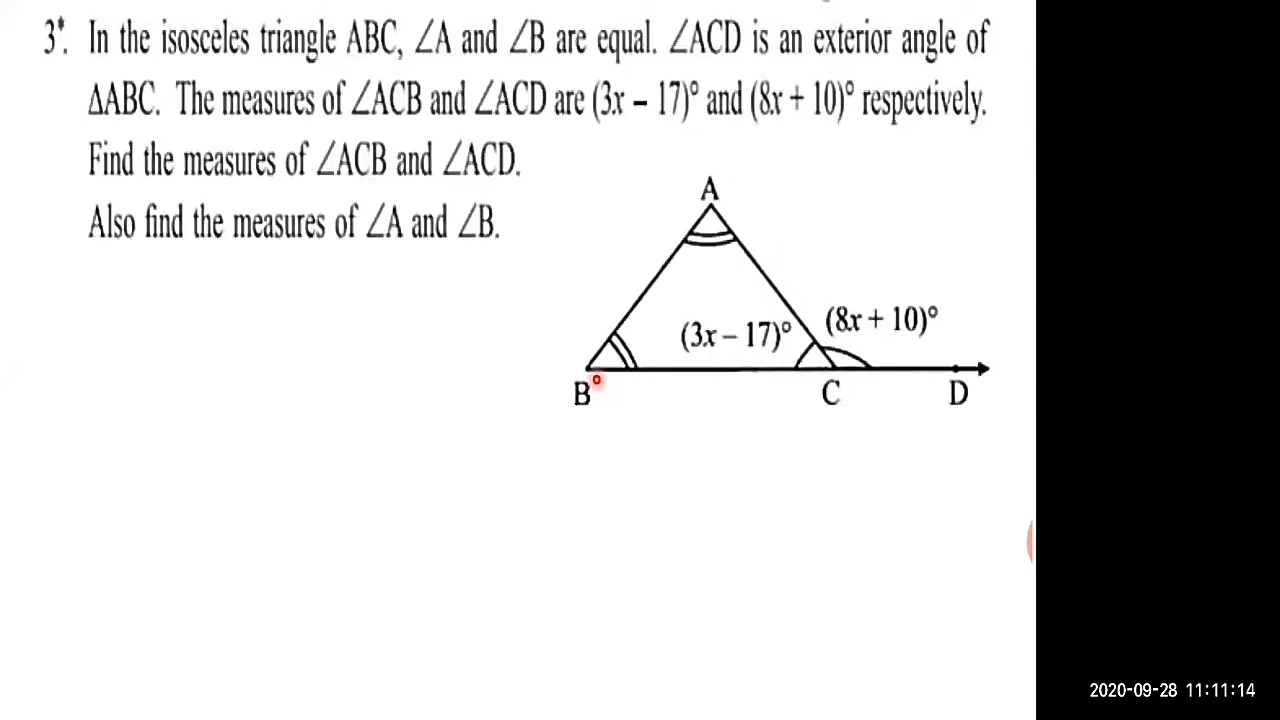 3*. In the isosceles triangle ABC, ∠A and ∠B are equal. ∠ACD is an exterior angle of
ΔABC. The measures of ∠ACB and ∠ACD are (3x – 17)° and (8x + 10)° respectively.
Find the measures of ∠ACB and ∠ACD.
Also find the measures of ∠A and ∠B.
A
(3x – 17)° (8x + 10)°
B C D
2020-09-28 11:11:14